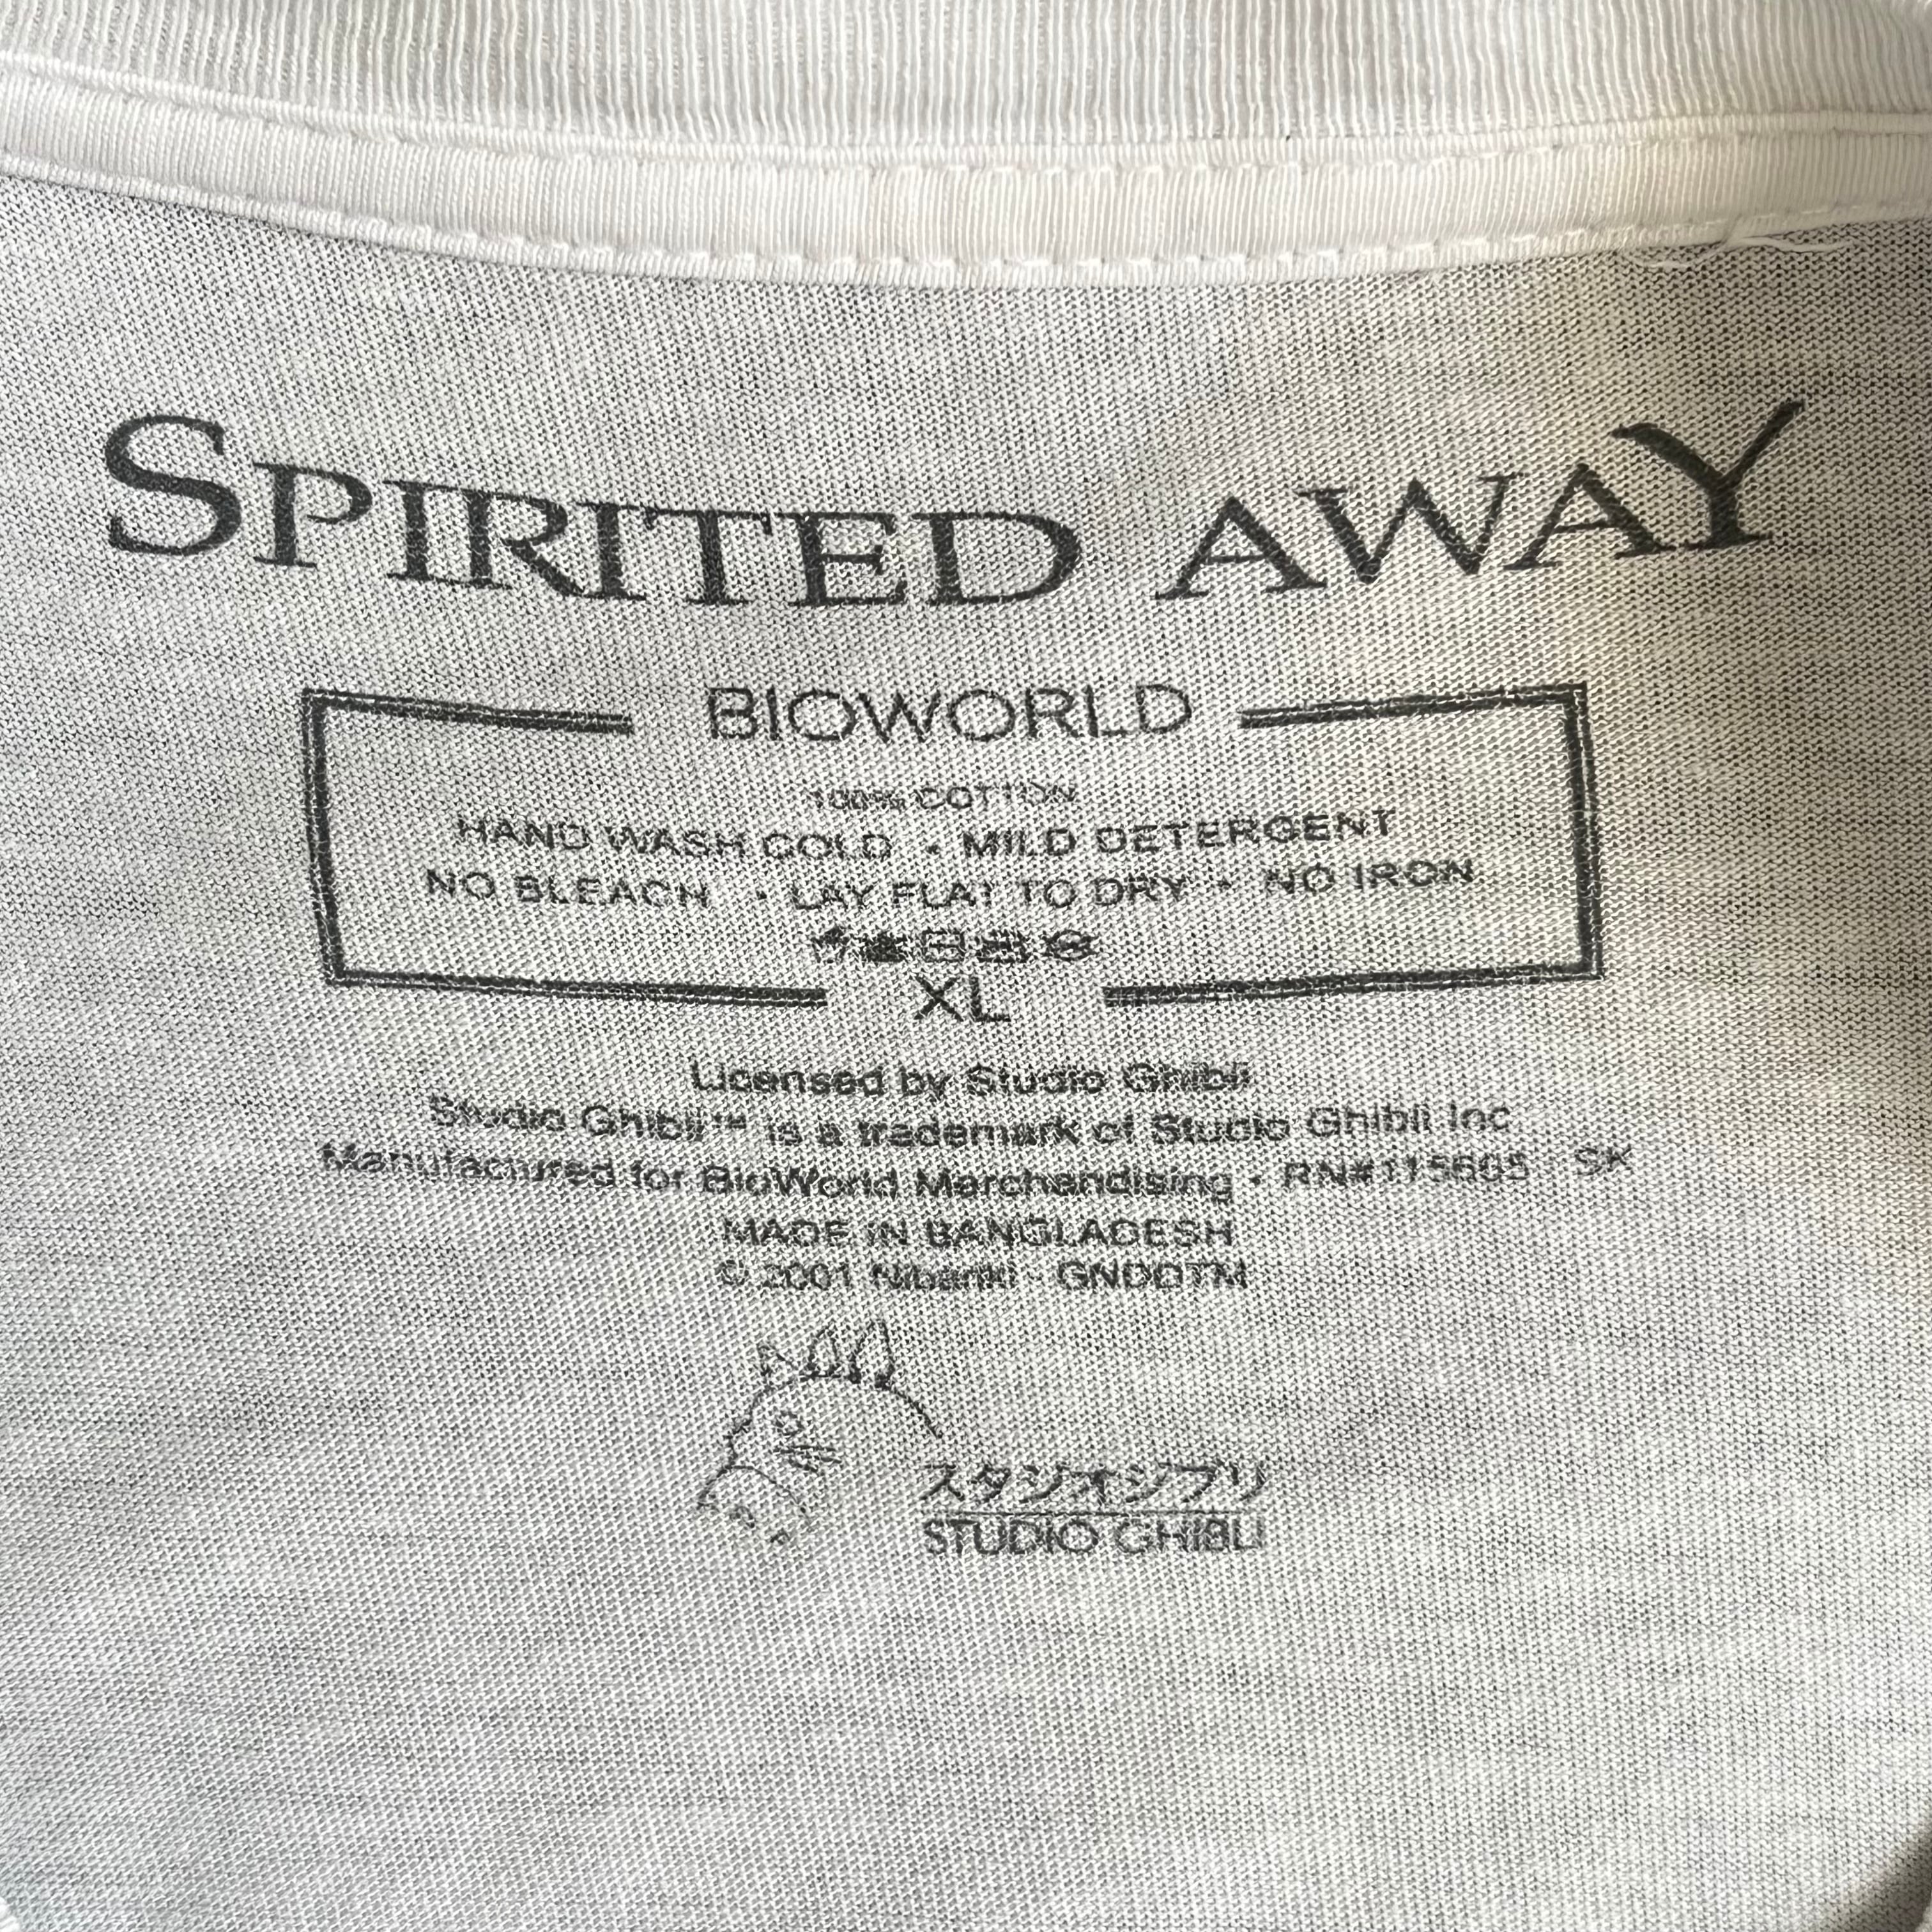 SPIRITED AWAY
BIOWORLD
100% COTTON
HAND WASH COLD • MILD DETERGENT
NO BLEACH • LAY FLAT TO DRY • NO IRON
XL
Licensed by Studio Ghibli
Studio Ghibli™ is a trademark of Studio Ghibli Inc
Manufactured for BioWorld Merchandising • RN#115605 SK
MADE IN BANGLADESH
© 2001 Nibariki - GNDDTM
スタジオジブリ
STUDIO GHIBLI